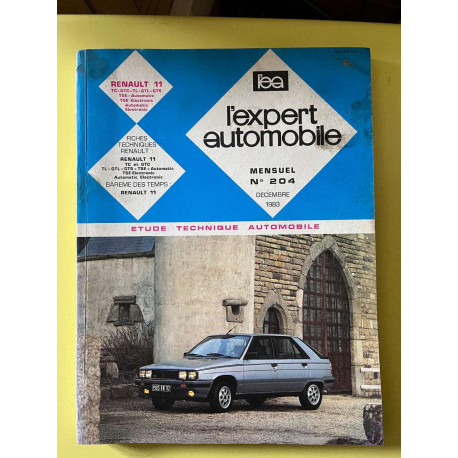 RENAULT 11
TC-GTC-TL-GTL-GTS
TSE-Automatic
TSE Electronic
Automatic
Electronic
l'ea
l'expert
automobile
FICHES
TECHNIQUES
RENAULT :
RENAULT 11
TC et GTC
TL-GTL-GTS-TSE-Automatic
TSE Electronic
Automatic Electronic
BAREME DES TEMPS :
RENAULT 11
MENSUEL
N° 204
DECEMBRE
1983
ETUDE TECHNIQUE AUTOMOBILE